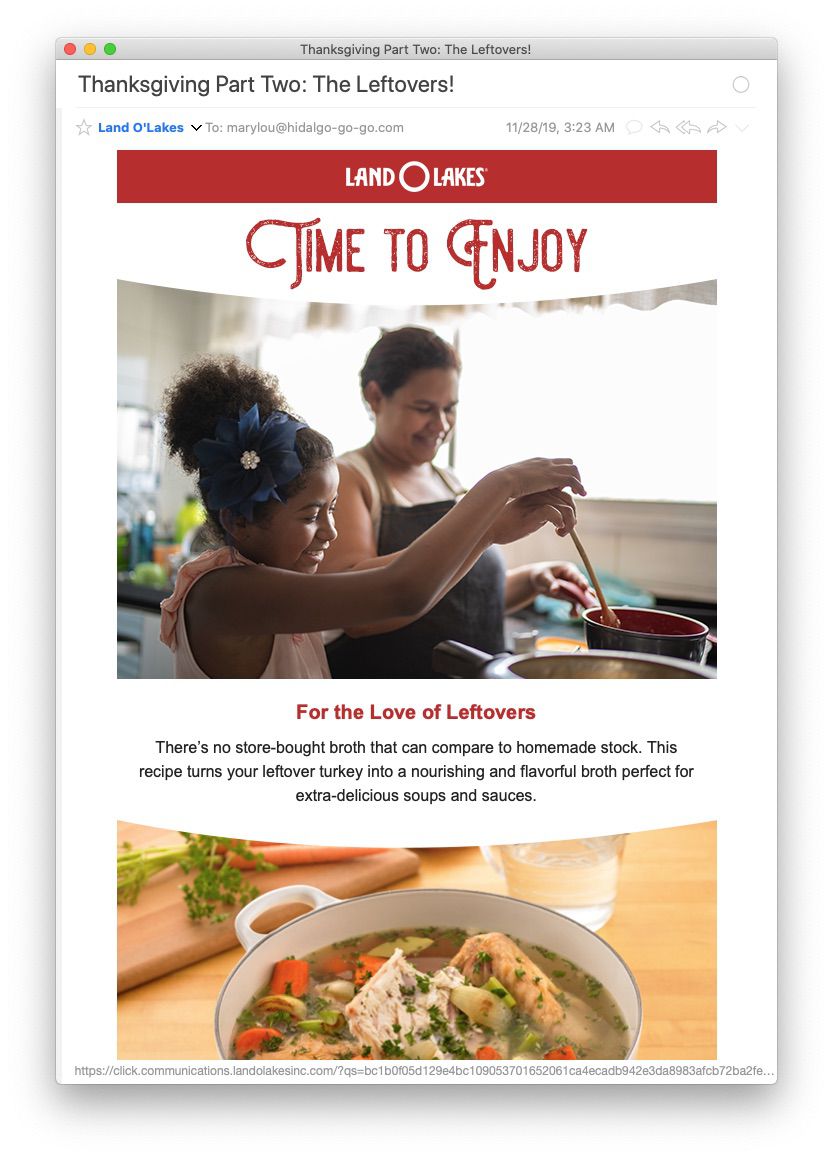 Thanksgiving Part Two: The Leftovers!
Thanksgiving Part Two: The Leftovers!
Land O'Lakes To: marylou@hidalgo-go-go.com 11/28/19, 3:23 AM
LAND O LAKES®
TIME TO ENJOY
For the Love of Leftovers
There’s no store-bought broth that can compare to homemade stock. This
recipe turns your leftover turkey into a nourishing and flavorful broth perfect for
extra-delicious soups and sauces.
https://click.communications.landolakesinc.com/?qs=bc1b0f05d129e4bc109053701652061ca4ecadb942e3da8983afcb72ba2fe...